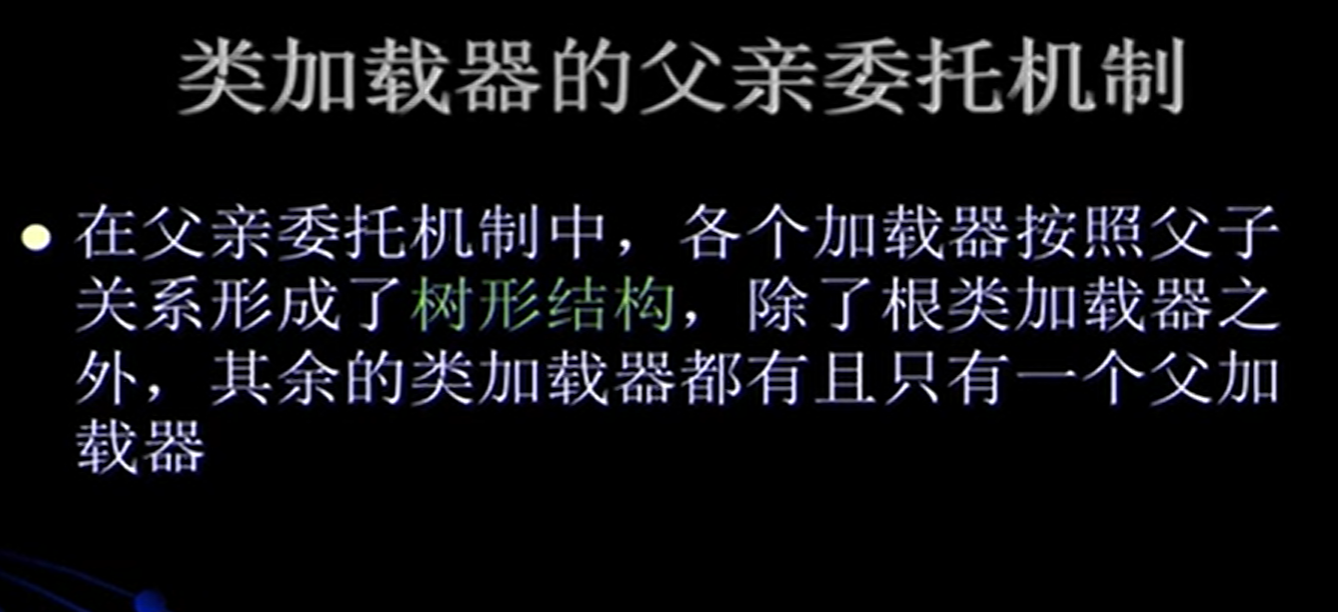 类加载器的父亲委托机制
在父亲委托机制中，各个加载器按照父子
关系形成了树形结构，除了根类加载器之
外，其余的类加载器都有且只有一个父加
载器